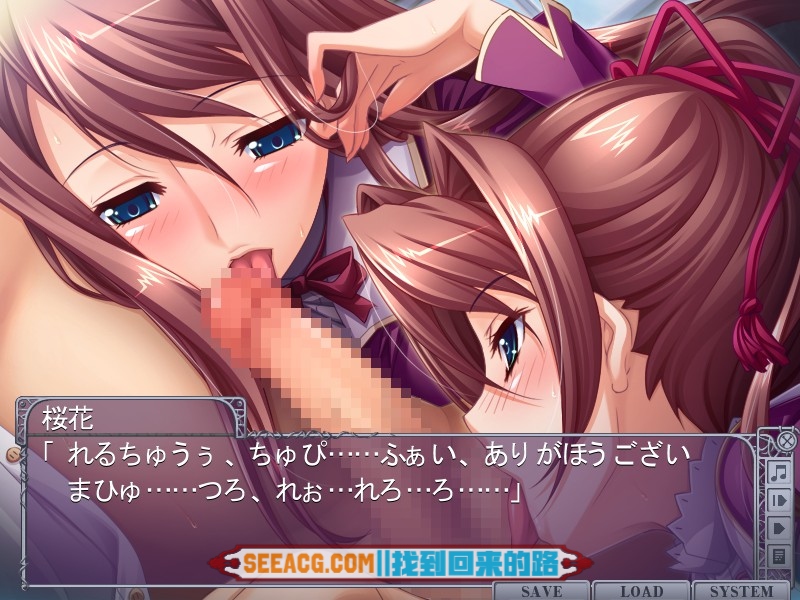 桜花
「れるちゅうぅ、ちゅぴ……ふぁい、ありがほうござい
まひゅ……つろ、れぉ…れろ…ろ……」
SEEACG.COM||找到回来的路
SAVE LOAD SYSTEM